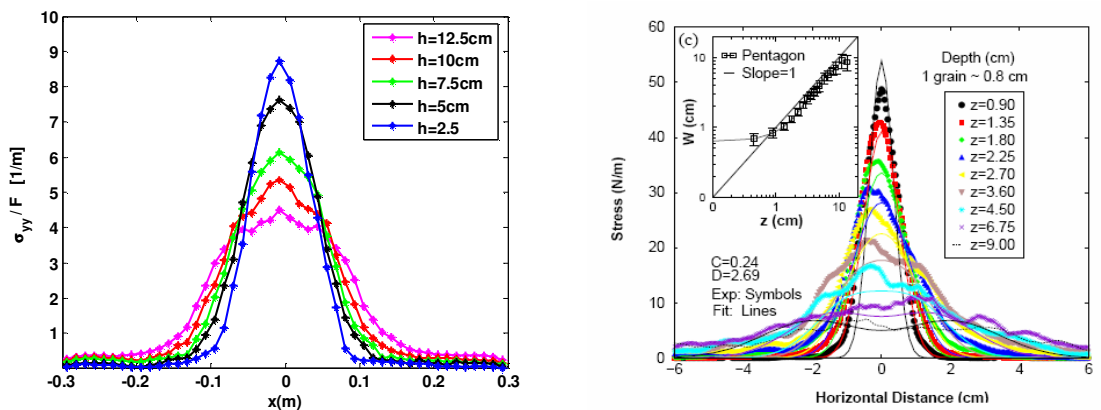 10
9
8
7
6
5
4
3
2
1
σyy / F [1/m]
-0.3
-0.2
-0.1
0
0.1
0.2
0.3
x(m)
h=12.5cm
h=10cm
h=7.5cm
h=5cm
h=2.5
60
50
40
30
20
10
0
Stress (N/m)
-6
-4
-2
0
2
4
6
Horizontal Distance (cm)
(c)
Pentagon
Slope=1
10
1
0
W (cm)
0
1
10
z (cm)
Depth (cm)
1 grain ~ 0.8 cm
z=0.90
z=1.35
z=1.80
z=2.25
z=2.70
z=3.60
z=4.50
z=6.75
z=9.00
C=0.24
D=2.69
Exp: Symbols
Fit: Lines